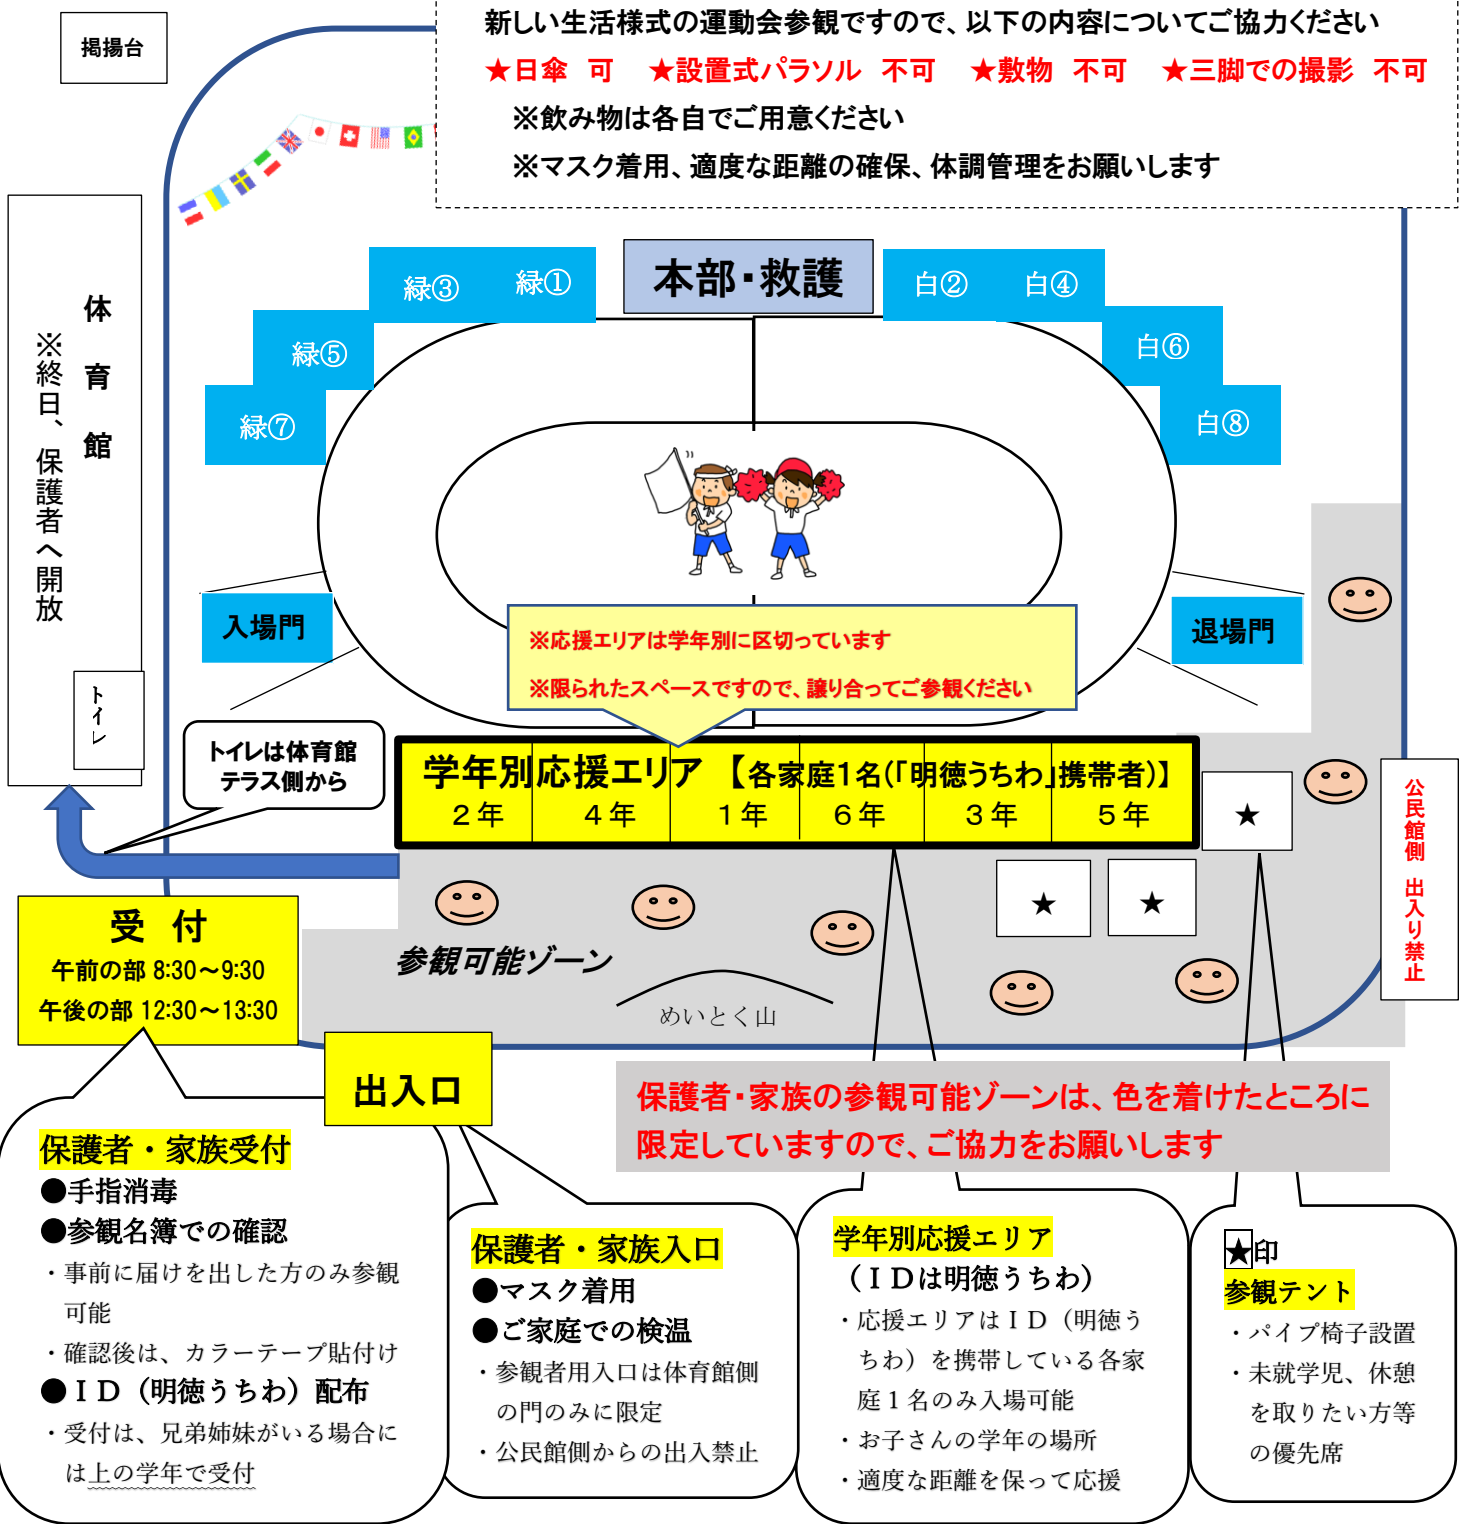 掲揚台
新しい生活様式の運動会参観ですので、以下の内容についてご協力ください
★日傘 可 ★設置式パラソル 不可 ★敷物 不可 ★三脚での撮影 不可
※飲み物は各自でご用意ください
※マスク着用、適度な距離の確保、体調管理をお願いします
体育館
※終日、保護者へ開放
トイレ
緑③ 緑①
本部・救護
白② 白④
緑⑤
白⑥
緑⑦
白⑧
入場門
退場門
※応援エリアは学年別に区切っています
※限られたスペースですので、譲り合ってご参観ください
トイレは体育館
テラス側から
学年別応援エリア 【各家庭1名(「明徳うちわ」携帯者)】
2年 4年 1年 6年 3年 5年
★
★ ★
公民館側 出入り禁止
受 付
午前の部 8:30～9:30
午後の部 12:30～13:30
参観可能ゾーン
めいとく山
出入口
保護者・家族の参観可能ゾーンは、色を着けたところに
限定していますので、ご協力をお願いします
保護者・家族受付
●手指消毒
●参観名簿での確認
・事前に届けを出した方のみ参観
可能
・確認後は、カラーテープ貼付け
●ＩＤ（明徳うちわ）配布
・受付は、兄弟姉妹がいる場合に
は上の学年で受付
保護者・家族入口
●マスク着用
●ご家庭での検温
・参観者用入口は体育館側
の門のみに限定
・公民館側からの出入禁止
学年別応援エリア
（ＩＤは明徳うちわ）
・応援エリアはＩＤ（明徳う
ちわ）を携帯している各家
庭１名のみ入場可能
・お子さんの学年の場所
・適度な距離を保って応援
★印
参観テント
・パイプ椅子設置
・未就学児、休憩
を取りたい方等
の優先席